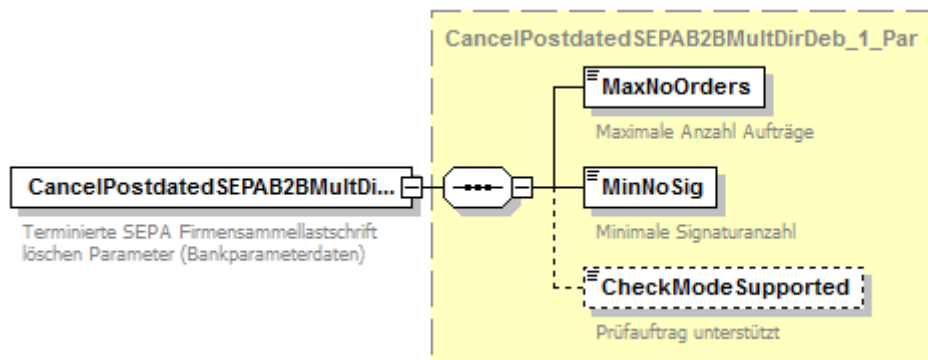 CancelPostdatedSEPAB2BMultDirDeb_1_Par
MaxNoOrders
Maximale Anzahl Aufträge
CancelPostdatedSEPAB2BMultDi...
Terminierte SEPA Firmensammellastschrift
löschen Parameter (Bankparameterdaten)
MinNoSig
Minimale Signaturanzahl
CheckModeSupported
Prüfauftrag unterstützt